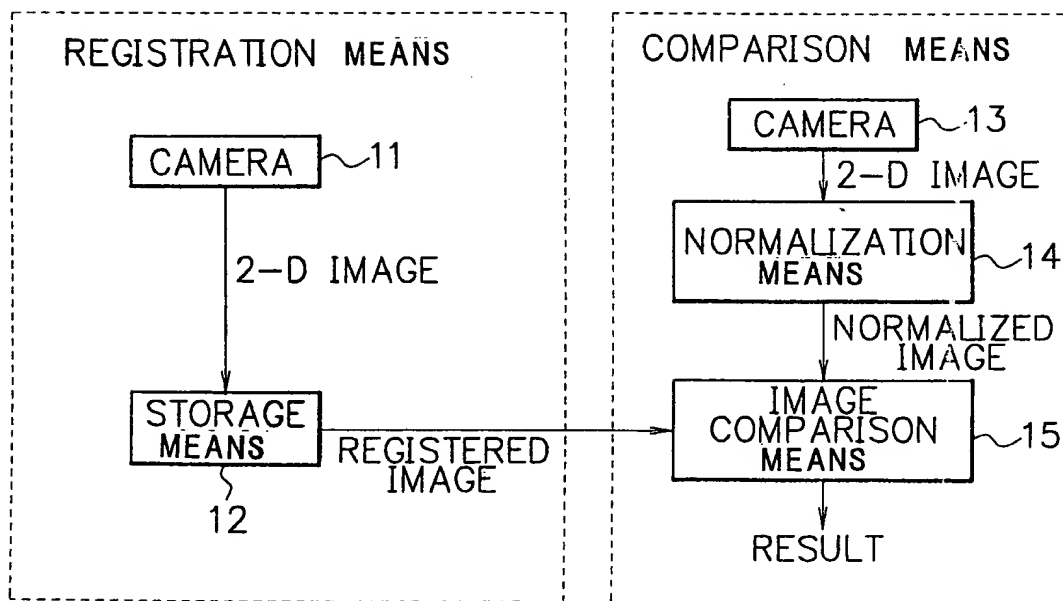 REGISTRATION MEANS
CAMERA
11
2-D IMAGE
STORAGE
MEANS
12
REGISTERED
IMAGE
COMPARISON MEANS
CAMERA
13
2-D IMAGE
NORMALIZATION
MEANS
14
NORMALIZED
IMAGE
IMAGE
COMPARISON
MEANS
15
RESULT